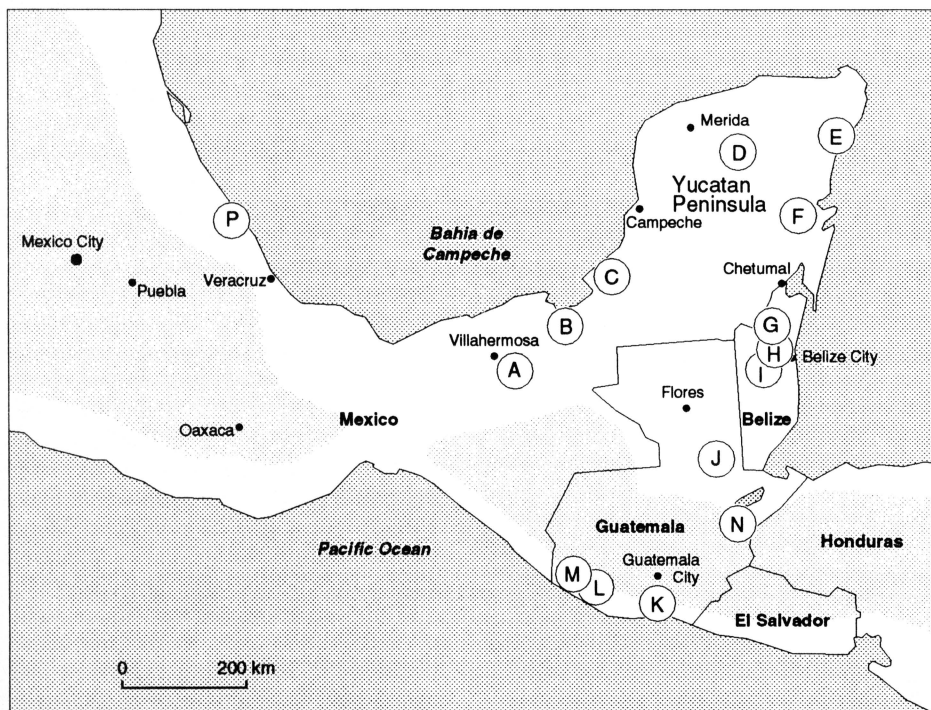 Merida
D
E
Yucatan
Peninsula
P
F
Bahia de
Campeche
Campeche
Mexico City
Puebla
Veracruz
C
Chetumal
B
G
Villahermosa
H
Belize City
A
I
Flores
Mexico
Belize
Oaxaca
J
N
Guatemala
Honduras
Pacific Ocean
Guatemala
City
M
L
K
El Salvador
0
200 km